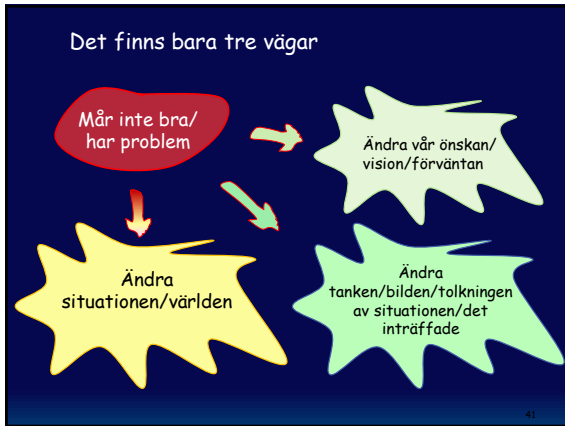 Det finns bara tre vägar
Mår inte bra/
har problem
Ändra vår önskan/
vision/förväntan
Ändra
situationen/världen
Ändra
tanken/bilden/tolkningen
av situationen/det
inträffade
41